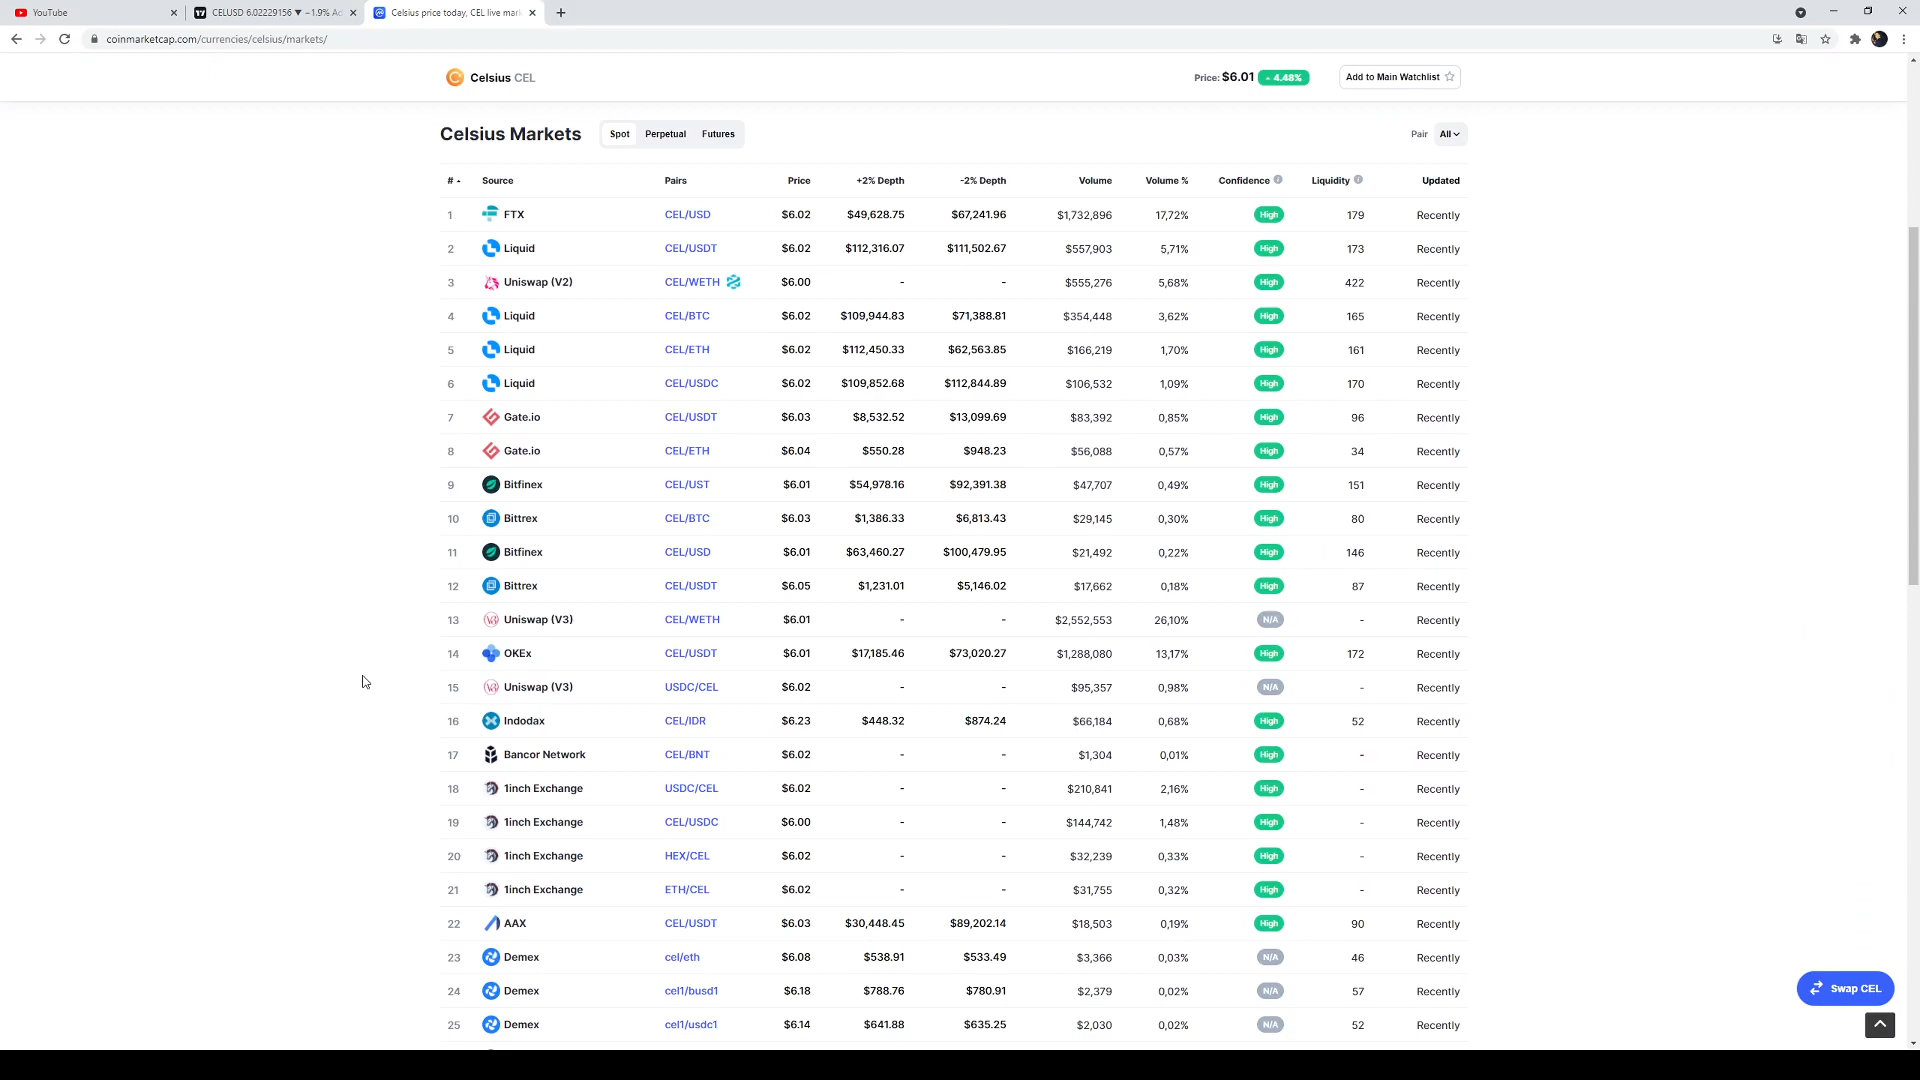 YouTube
CELUSD 6.02229156 ▼ −1.9%
Celsius price today, CEL live mar
coinmarketcap.com/currencies/celsius/markets/
Celsius CEL
Price: $6.01 4.48% Add to Main Watchlist
Celsius Markets Spot Perpetual Futures Pair All
# Source Pairs Price +2% Depth -2% Depth Volume Volume % Confidence Liquidity Updated
1 FTX CEL/USD $6.02 $49,628.75 $67,241.96 $1,732,896 17,72% High 179 Recently
2 Liquid CEL/USDT $6.02 $112,316.07 $111,502.67 $557,903 5,71% High 173 Recently
3 Uniswap (V2) CEL/WETH $6.00 - - $555,276 5,68% High 422 Recently
4 Liquid CEL/BTC $6.02 $109,944.83 $71,388.81 $354,448 3,62% High 165 Recently
5 Liquid CEL/ETH $6.02 $112,450.33 $62,563.85 $166,219 1,70% High 161 Recently
6 Liquid CEL/USDC $6.02 $109,852.68 $112,844.89 $106,532 1,09% High 170 Recently
7 Gate.io CEL/USDT $6.03 $8,532.52 $13,099.69 $83,392 0,85% High 96 Recently
8 Gate.io CEL/ETH $6.04 $550.28 $948.23 $56,088 0,57% High 34 Recently
9 Bitfinex CEL/UST $6.01 $54,978.16 $92,391.38 $47,707 0,49% High 151 Recently
10 Bittrex CEL/BTC $6.03 $1,386.33 $6,813.43 $29,145 0,30% High 80 Recently
11 Bitfinex CEL/USD $6.01 $63,460.27 $100,479.95 $21,492 0,22% High 146 Recently
12 Bittrex CEL/USDT $6.05 $1,231.01 $5,146.02 $17,662 0,18% High 87 Recently
13 Uniswap (V3) CEL/WETH $6.01 - - $2,552,553 26,10% N/A - Recently
14 OKEx CEL/USDT $6.01 $17,185.46 $73,020.27 $1,288,080 13,17% High 172 Recently
15 Uniswap (V3) USDC/CEL $6.02 - - $95,357 0,98% N/A - Recently
16 Indodax CEL/IDR $6.23 $448.32 $874.24 $66,184 0,68% High 52 Recently
17 Bancor Network CEL/BNT $6.02 - - $1,304 0,01% High - Recently
18 1inch Exchange USDC/CEL $6.02 - - $210,841 2,16% High - Recently
19 1inch Exchange CEL/USDC $6.00 - - $144,742 1,48% High - Recently
20 1inch Exchange HEX/CEL $6.02 - - $32,239 0,33% High - Recently
21 1inch Exchange ETH/CEL $6.02 - - $31,755 0,32% High - Recently
22 AAX CEL/USDT $6.03 $30,448.45 $89,202.14 $18,503 0,19% High 90 Recently
23 Demex cel/eth $6.08 $538.91 $533.49 $3,366 0,03% N/A 46 Recently
24 Demex cel1/busd1 $6.18 $788.76 $780.91 $2,379 0,02% N/A 57 Recently
25 Demex cel1/usdc1 $6.14 $641.88 $635.25 $2,030 0,02% N/A 52 Recently
Swap CEL